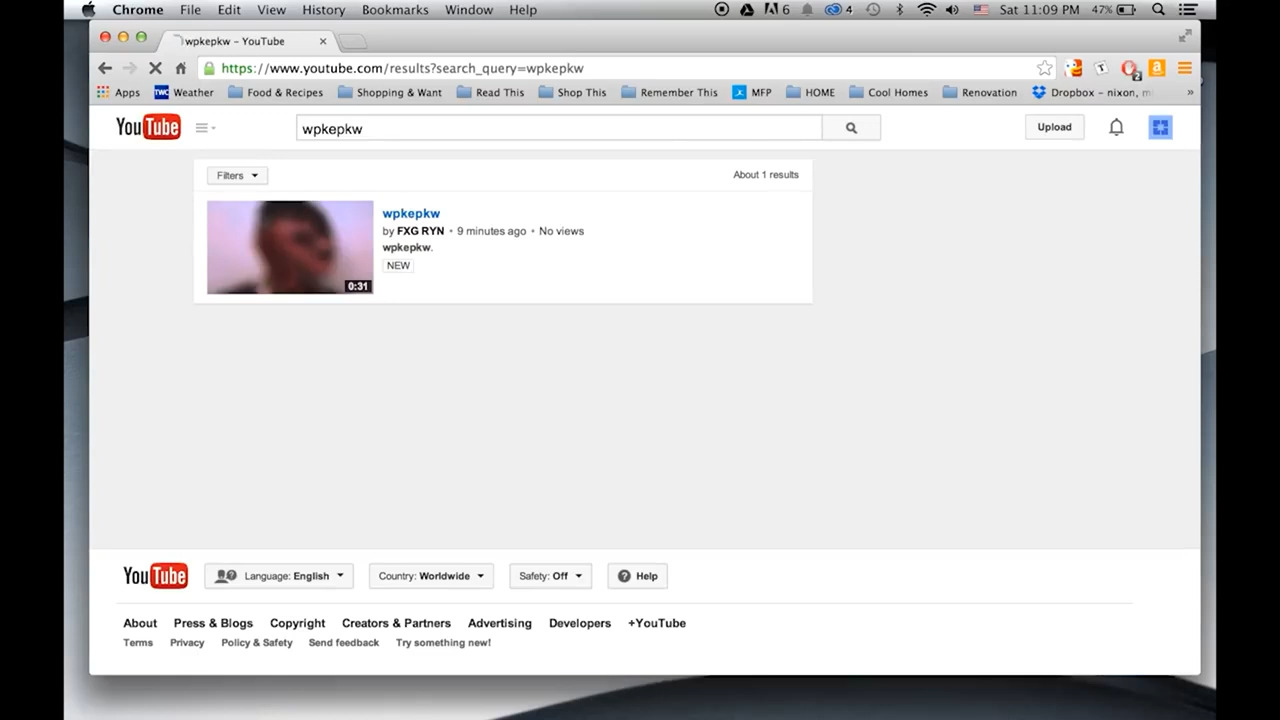 Chrome File Edit View History Bookmarks Window Help 6 4 Sat 11:09 PM 47%
wpkepkw - YouTube
https://www.youtube.com/results?search_query=wpkepkw
Apps TWC Weather Food & Recipes Shopping & Want Read This Shop This Remember This MFP HOME Cool Homes Renovation Dropbox - nixon, m »
YouTube wpkepkw Upload
Filters About 1 results
wpkepkw
by FXG RYN • 9 minutes ago • No views
wpkepkw.
NEW
0:31
YouTube Language: English Country: Worldwide Safety: Off Help
About Press & Blogs Copyright Creators & Partners Advertising Developers +YouTube
Terms Privacy Policy & Safety Send feedback Try something new!